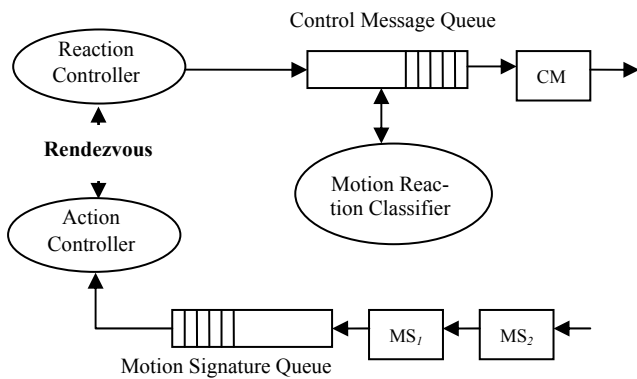 Control Message Queue
Reaction
Controller
CM
Rendezvous
Motion Reac-
tion Classifier
Action
Controller
MS1
MS2
Motion Signature Queue